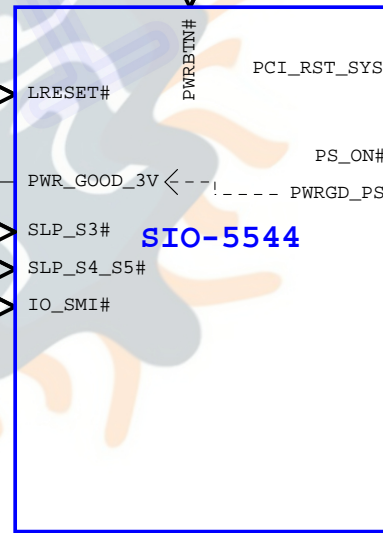 PWRBTN#
PCI_RST_SYS
LRESET#
PS_ON#
PWR_GOOD_3V
PWRGD_PS
SLP_S3#
SIO-5544
SLP_S4_S5#
IO_SMI#